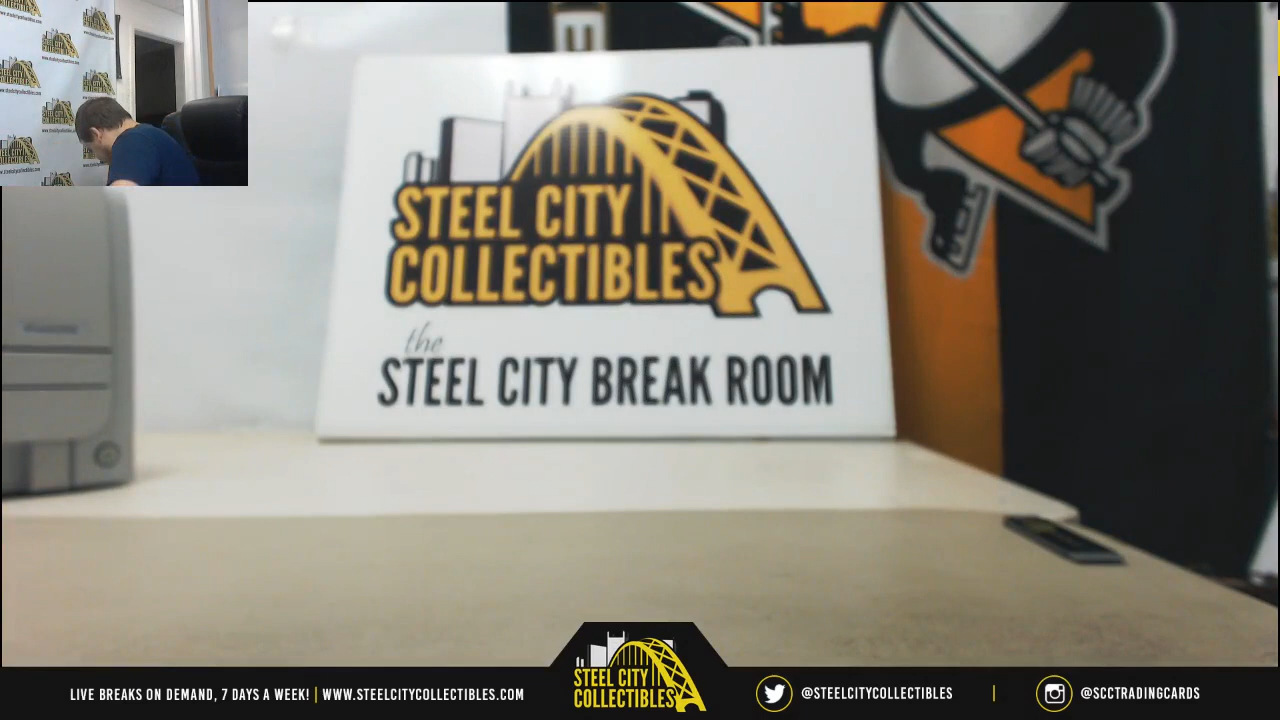 STEEL CITY
COLLECTIBLES
the
STEEL CITY BREAK ROOM
LIVE BREAKS ON DEMAND, 7 DAYS A WEEK! | WWW.STEELCITYCOLLECTIBLES.COM
STEEL CITY
COLLECTIBLES
@STEELCITYCOLLECTIBLES
@SCCTRADINGCARDS